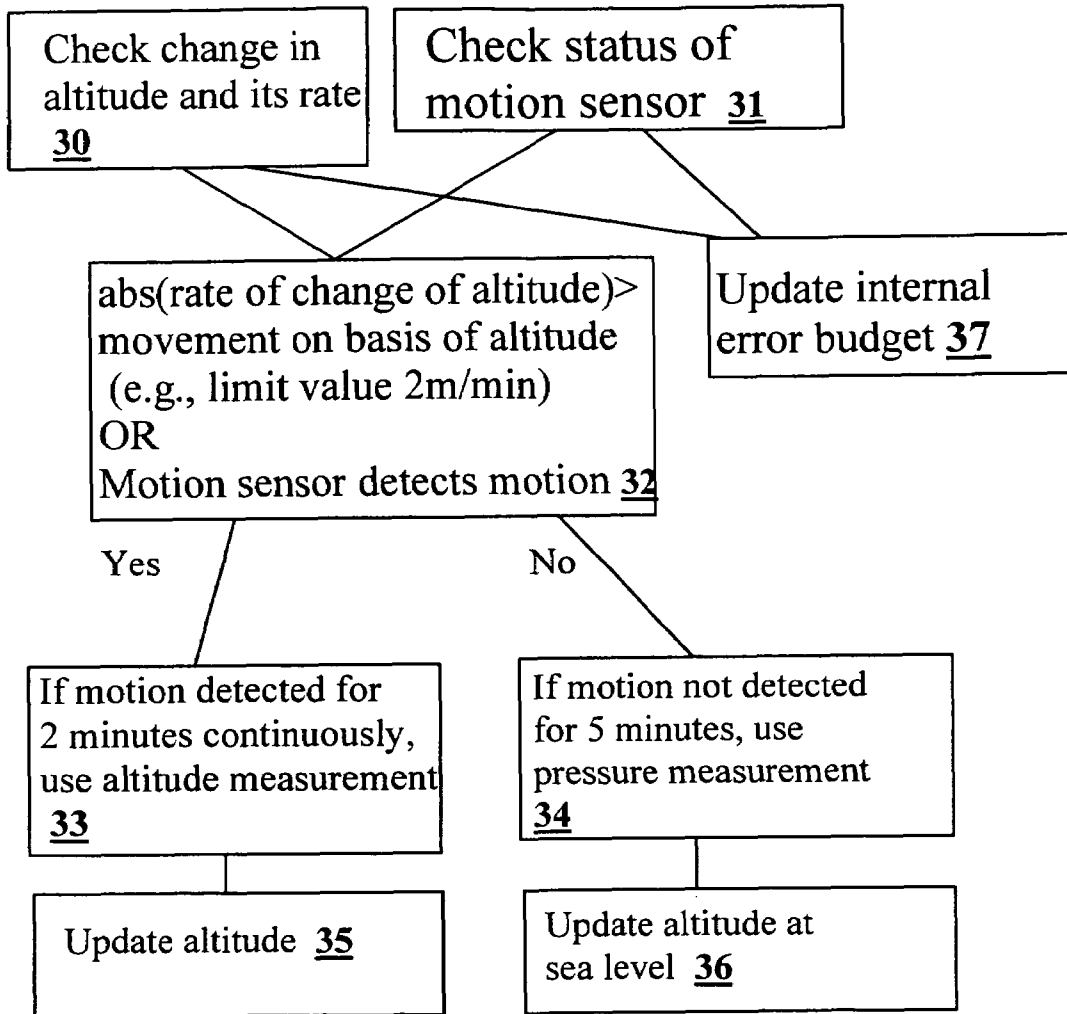 Check change in
altitude and its rate
30
Check status of
motion sensor 31
abs(rate of change of altitude)>
movement on basis of altitude
(e.g., limit value 2m/min)
OR
Motion sensor detects motion 32
Update internal
error budget 37
Yes
No
If motion detected for
2 minutes continuously,
use altitude measurement
33
If motion not detected
for 5 minutes, use
pressure measurement
34
Update altitude 35
Update altitude at
sea level 36